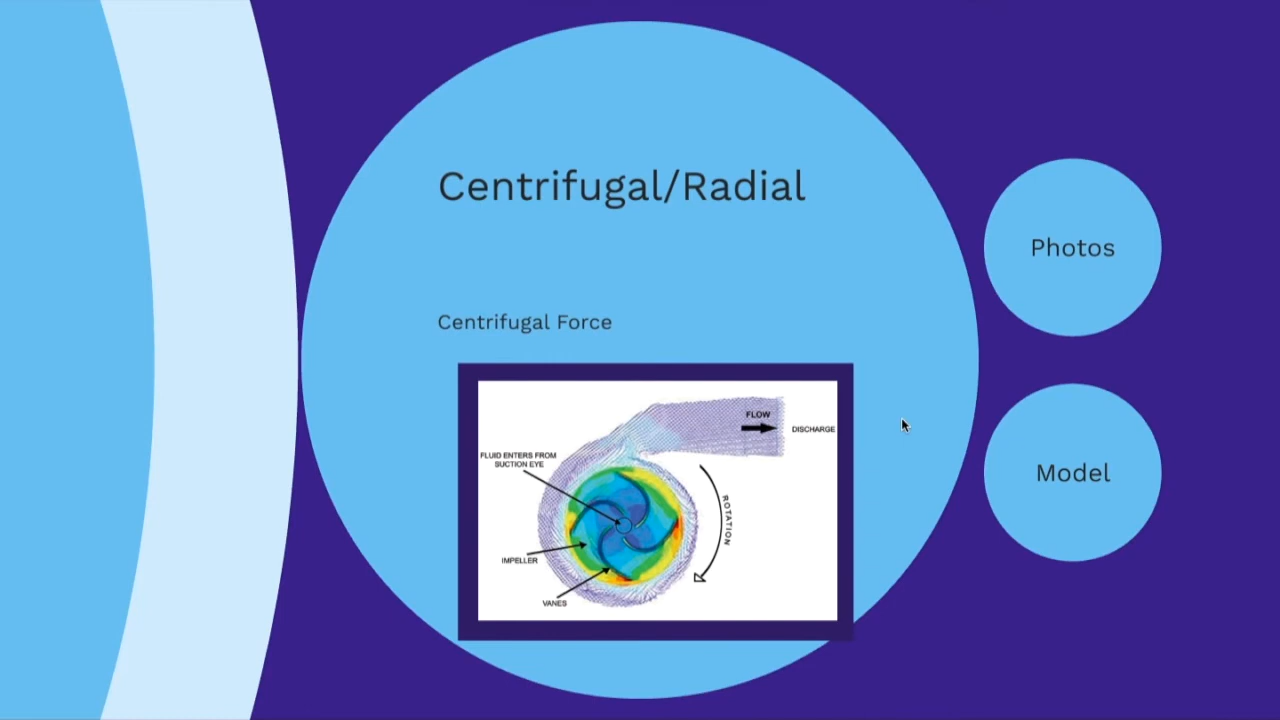 Centrifugal/Radial
Photos
Centrifugal Force
FLOW
DISCHARGE
FLUID ENTERS FROM
SUCTION EYE
ROTATION
IMPELLER
VANES
Model